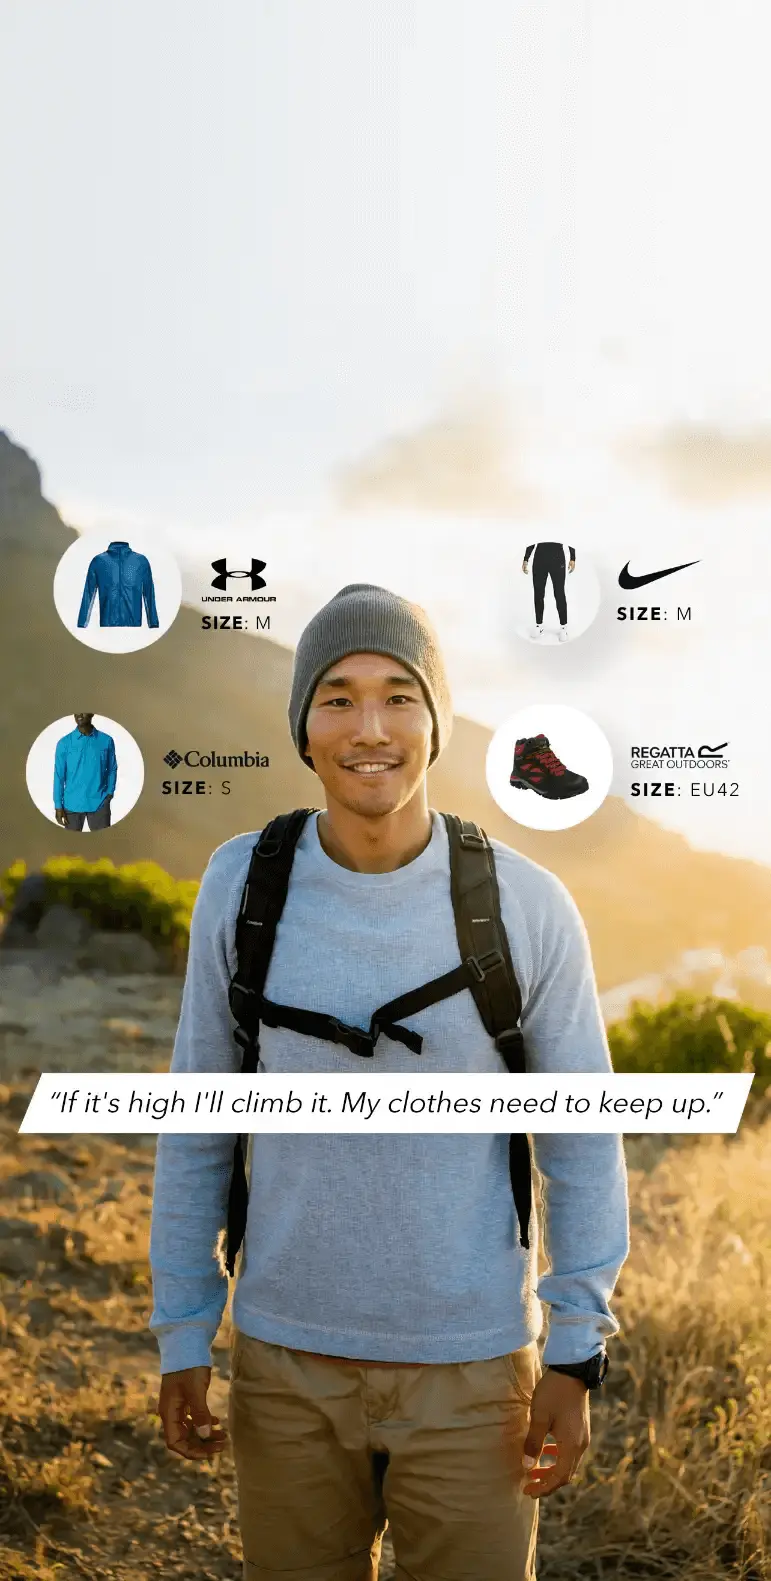 UNDER ARMOUR
SIZE: M
SIZE: M
Columbia
SIZE: S
REGATTA
GREAT OUTDOORS
SIZE: EU42
“If it's high I'll climb it. My clothes need to keep up.”